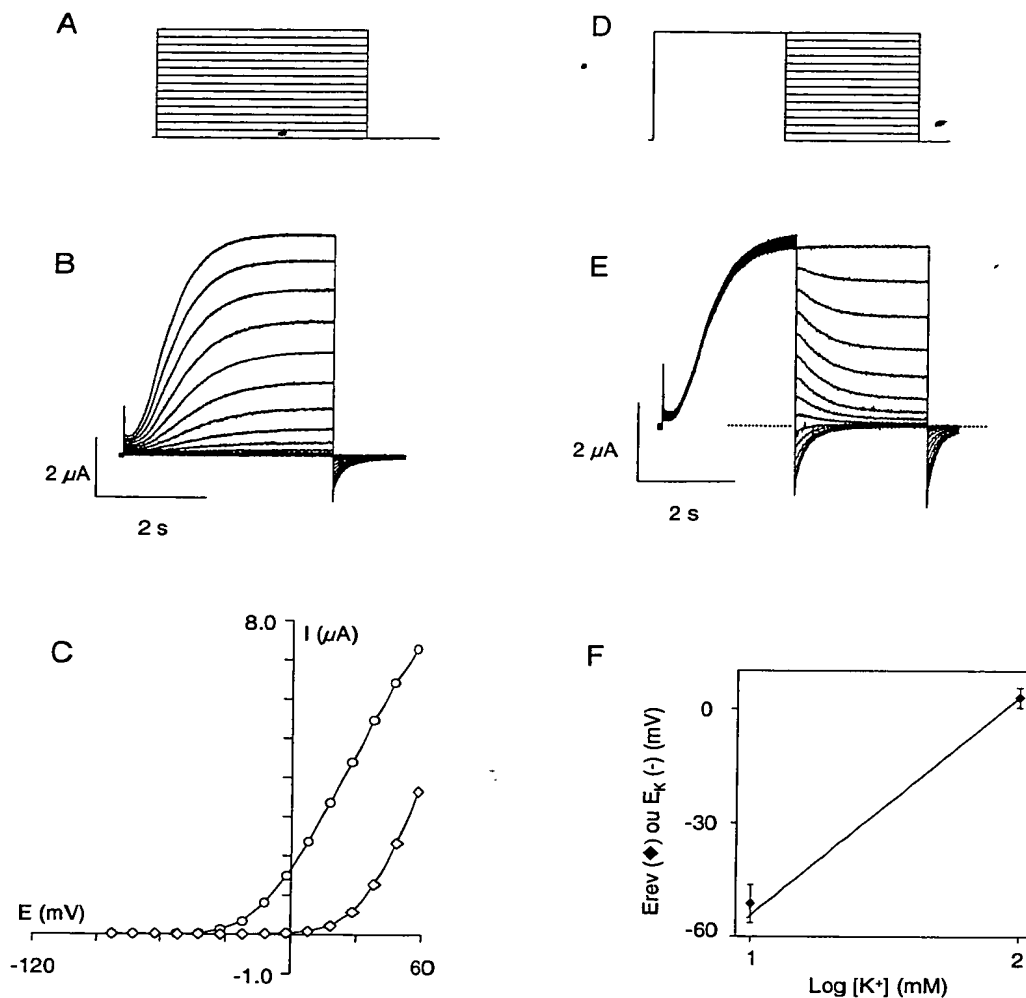 A
D
B
2 µA
2 s
E
2 µA
2 s
C
8.0
I (µA)
E (mV)
-120
-1.0
60
F
Erev (◆) ou E_K (-) (mV)
0
-30
-60
1
2
Log [K⁺] (mM)